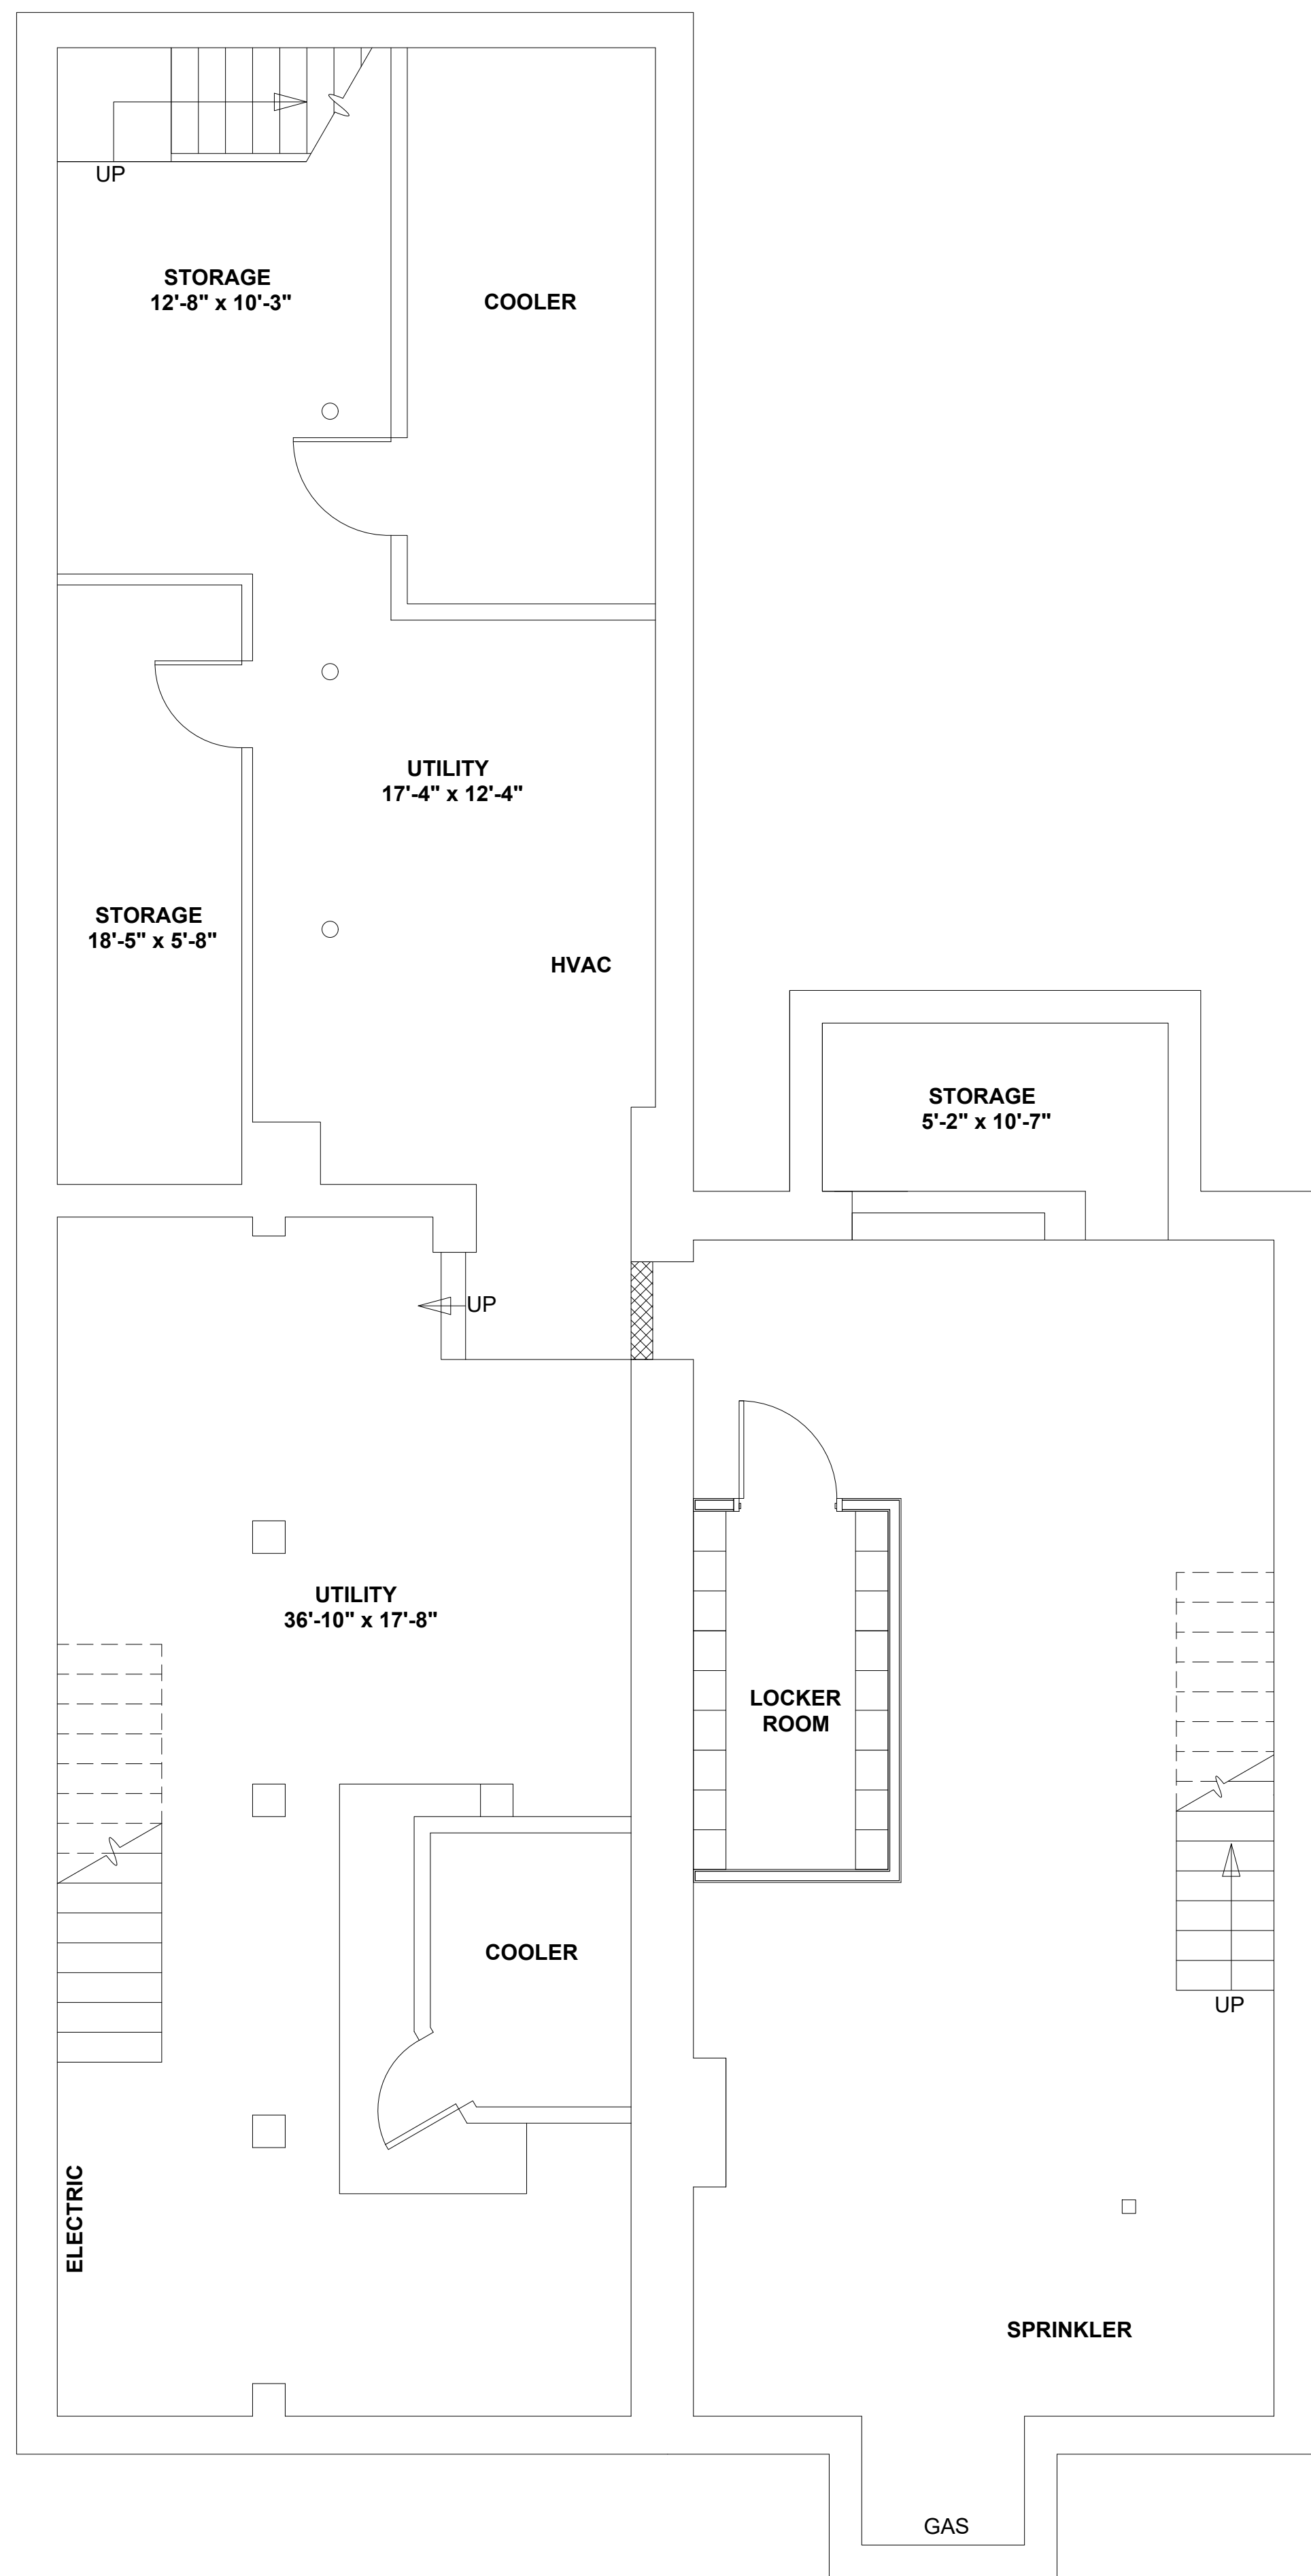 UP
STORAGE
12'-8" x 10'-3"
COOLER
UTILITY
17'-4" x 12'-4"
STORAGE
18'-5" x 5'-8"
HVAC
STORAGE
5'-2" x 10'-7"
UP
UTILITY
36'-10" x 17'-8"
LOCKER
ROOM
COOLER
UP
ELECTRIC
SPRINKLER
GAS